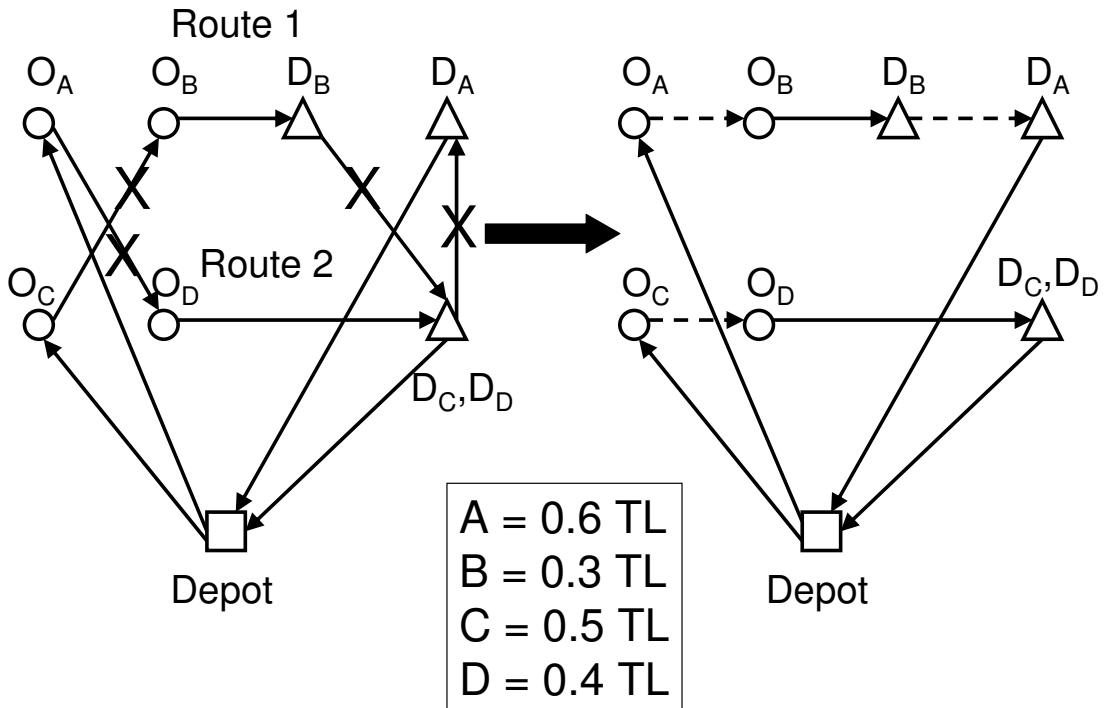 Route 1
O_A O_B D_B D_A
O_A O_B D_B D_A
X X
X X
Route 2
O_C O_D
D_C,D_D
O_C O_D D_C,D_D
Depot
Depot
A = 0.6 TL
B = 0.3 TL
C = 0.5 TL
D = 0.4 TL